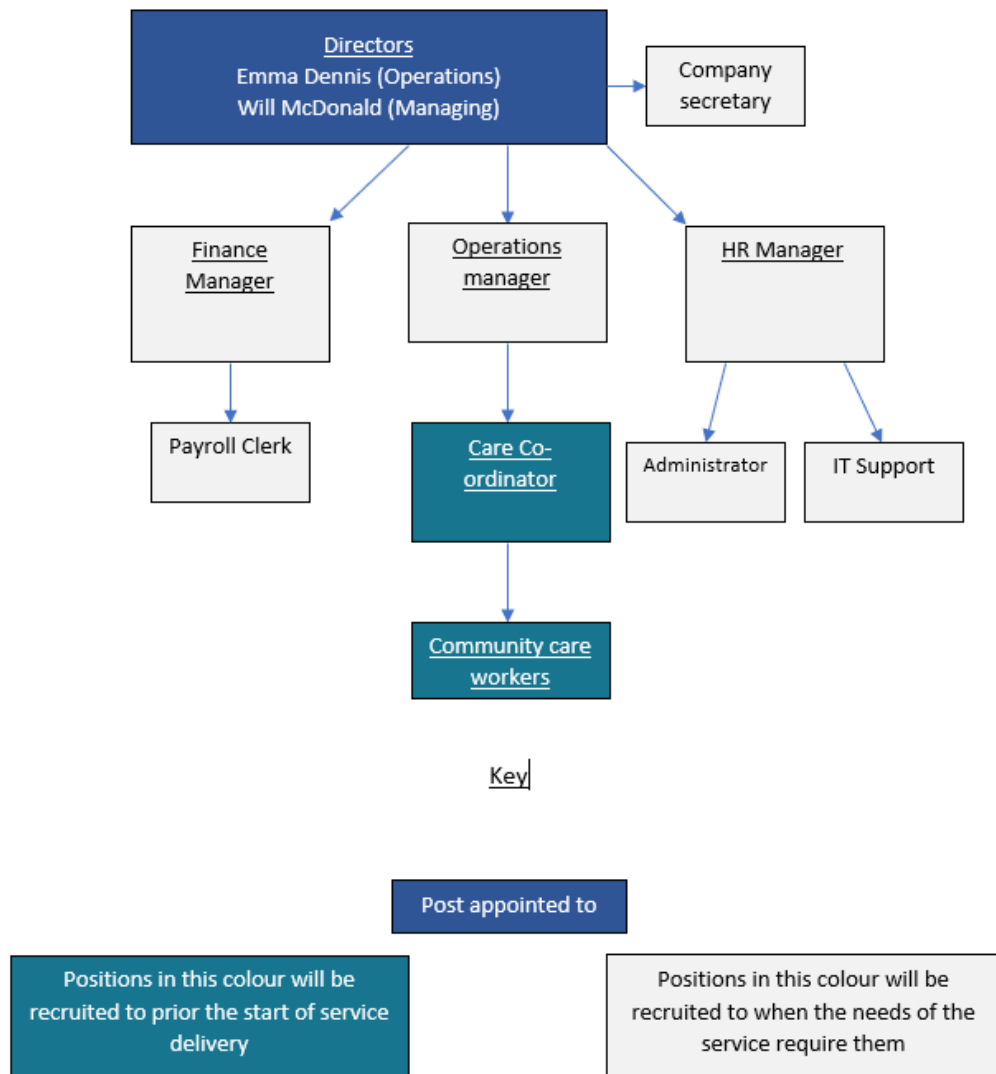 Directors
Emma Dennis (Operations)
Will McDonald (Managing)
Company
secretary
Finance
Manager
Operations
manager
HR Manager
Payroll Clerk
Care Co-
ordinator
Administrator
IT Support
Community care
workers
Key
Post appointed to
Positions in this colour will be
recruited to prior the start of service
delivery
Positions in this colour will be
recruited to when the needs of the
service require them